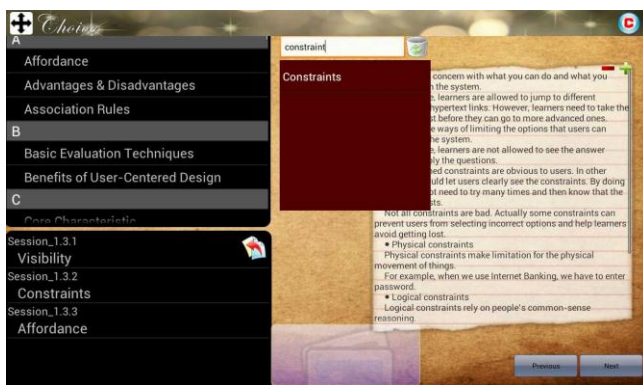 Choices
C
A
Affordance
Advantages & Disadvantages
Association Rules
B
Basic Evaluation Techniques
Benefits of User-Centered Design
C
Core Characteristic
Session_1.3.1
Visibility
Session_1.3.2
Constraints
Session_1.3.3
Affordance
constraint
Constraints
concern with what you can do and what you
n the system.
e, learners are allowed to jump to different
hypertext links. However, learners need to take the
st before they can go to more advanced ones.
e ways of limiting the options that users can
he system.
e, learners are not allowed to see the answer
ply the questions.
ned constraints are obvious to users. In other
uld let users clearly see the constraints. By doing
ot need to try many times and then know that the
sts.
Not all constraints are bad. Actually some constraints can
prevent users from selecting incorrect options and help learners
avoid getting lost.
• Physical constraints
Physical constraints make limitation for the physical
movement of things.
For example, when we use Internet Banking, we have to enter
password.
• Logical constraints
Logical constraints rely on people's common-sense
reasoning.
Previous
Next